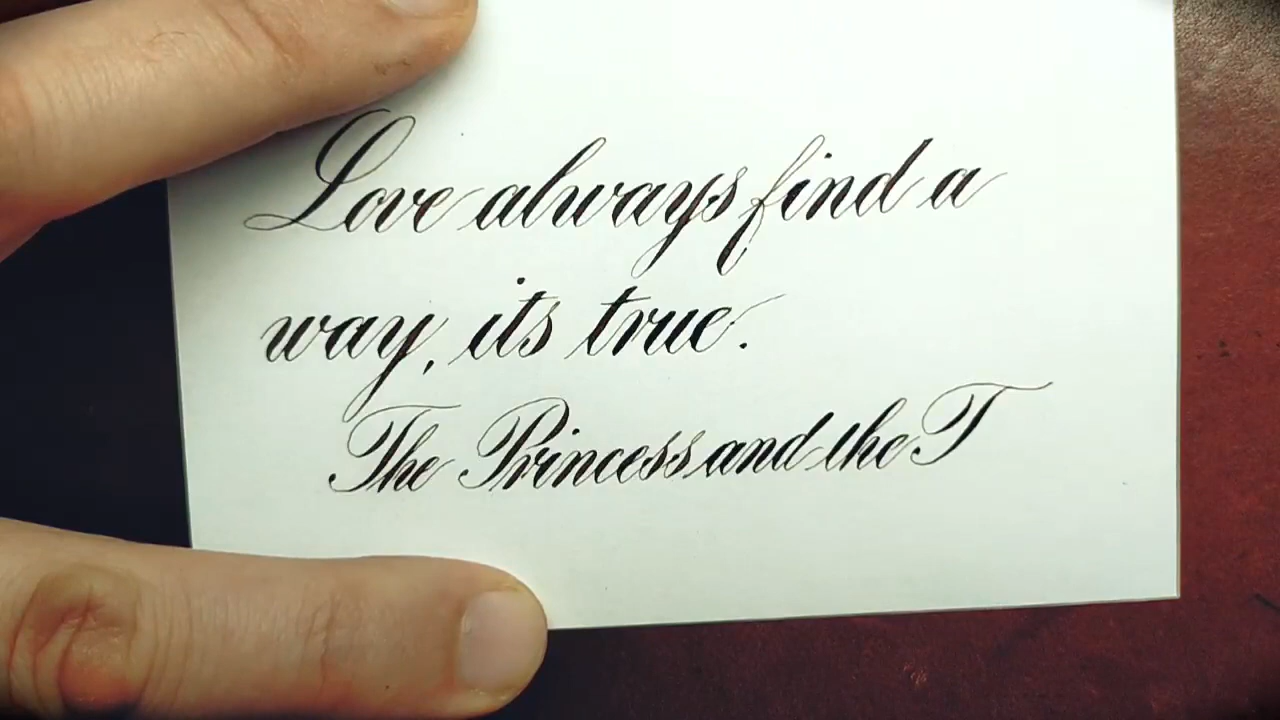 Love always find a
way, its true.
The Princess and the T